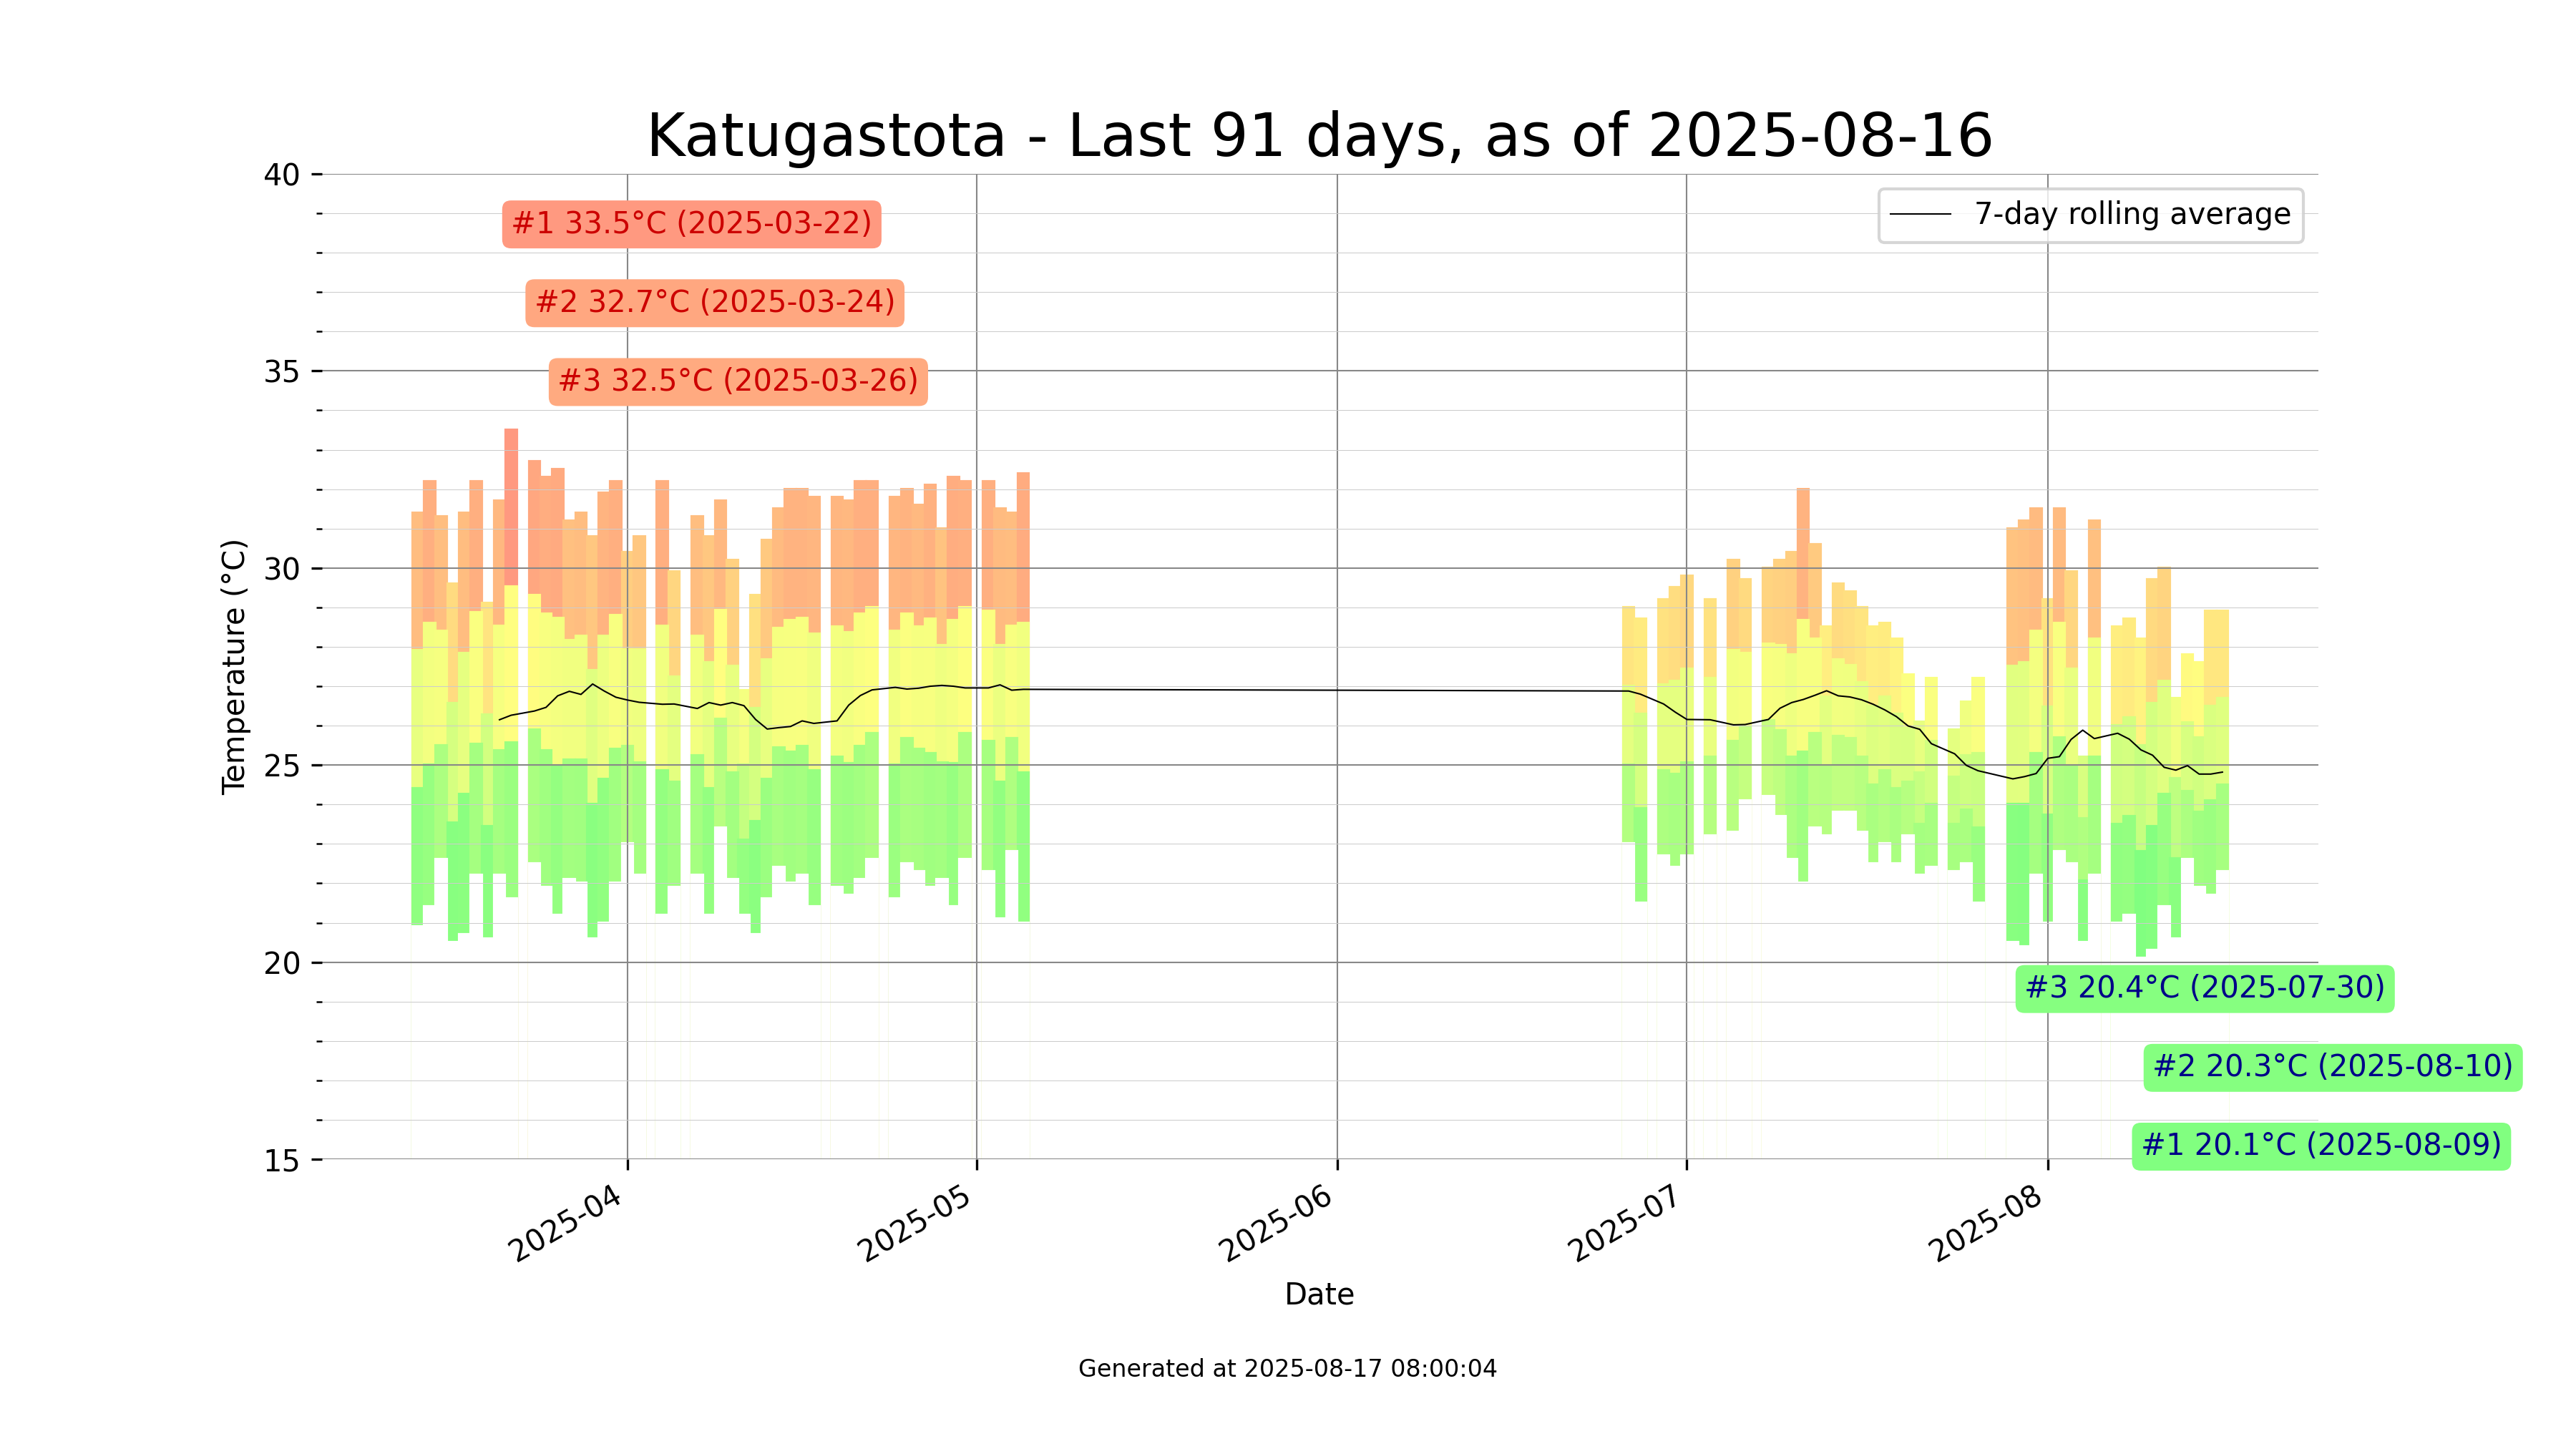 Katugastota - Last 91 days, as of 2025-08-16
40
35
30
25
20
15
Temperature (°C)
#1 33.5°C (2025-03-22)
#2 32.7°C (2025-03-24)
#3 32.5°C (2025-03-26)
7-day rolling average
#3 20.4°C (2025-07-30)
#2 20.3°C (2025-08-10)
#1 20.1°C (2025-08-09)
2025-04
2025-05
2025-06
2025-07
2025-08
Date
Generated at 2025-08-17 08:00:04